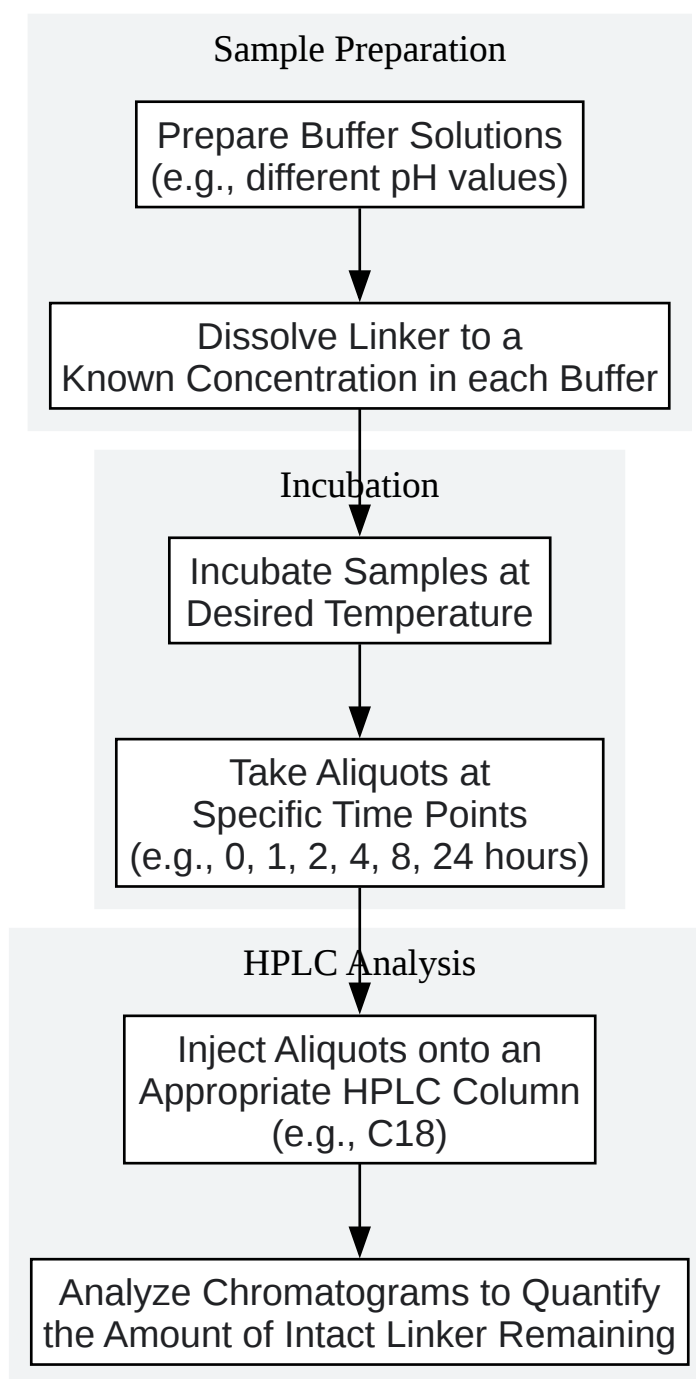 Sample Preparation
Prepare Buffer Solutions
(e.g., different pH values)
Dissolve Linker to a
Known Concentration in each Buffer
Incubation
Incubate Samples at
Desired Temperature
Take Aliquots at
Specific Time Points
(e.g., 0, 1, 2, 4, 8, 24 hours)
HPLC Analysis
Inject Aliquots onto an
Appropriate HPLC Column
(e.g., C18)
Analyze Chromatograms to Quantify
the Amount of Intact Linker Remaining